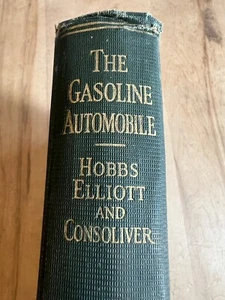 THE
GASOLINE
AUTOMOBILE
HOBBS
ELLIOTT
AND
CONSOLIVER